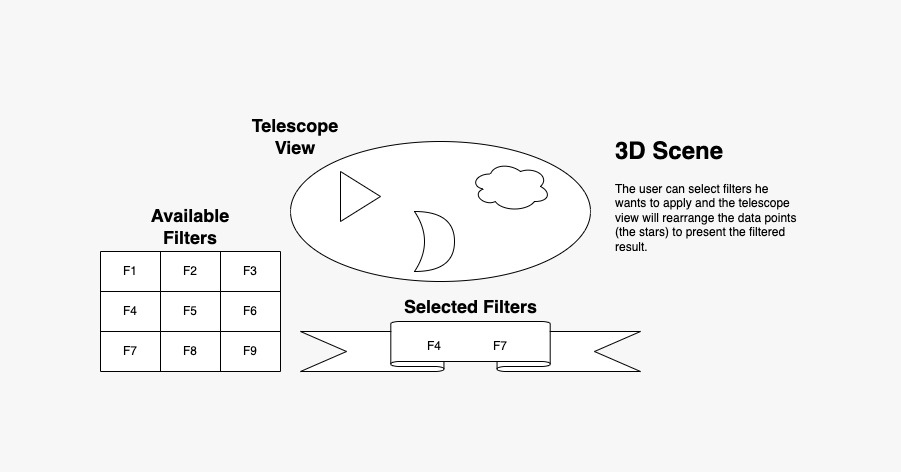 Telescope
View
3D Scene
The user can select filters he
wants to apply and the telescope
view will rearrange the data points
(the stars) to present the filtered
result.
Available
Filters
F1 F2 F3
F4 F5 F6
F7 F8 F9
Selected Filters
F4 F7